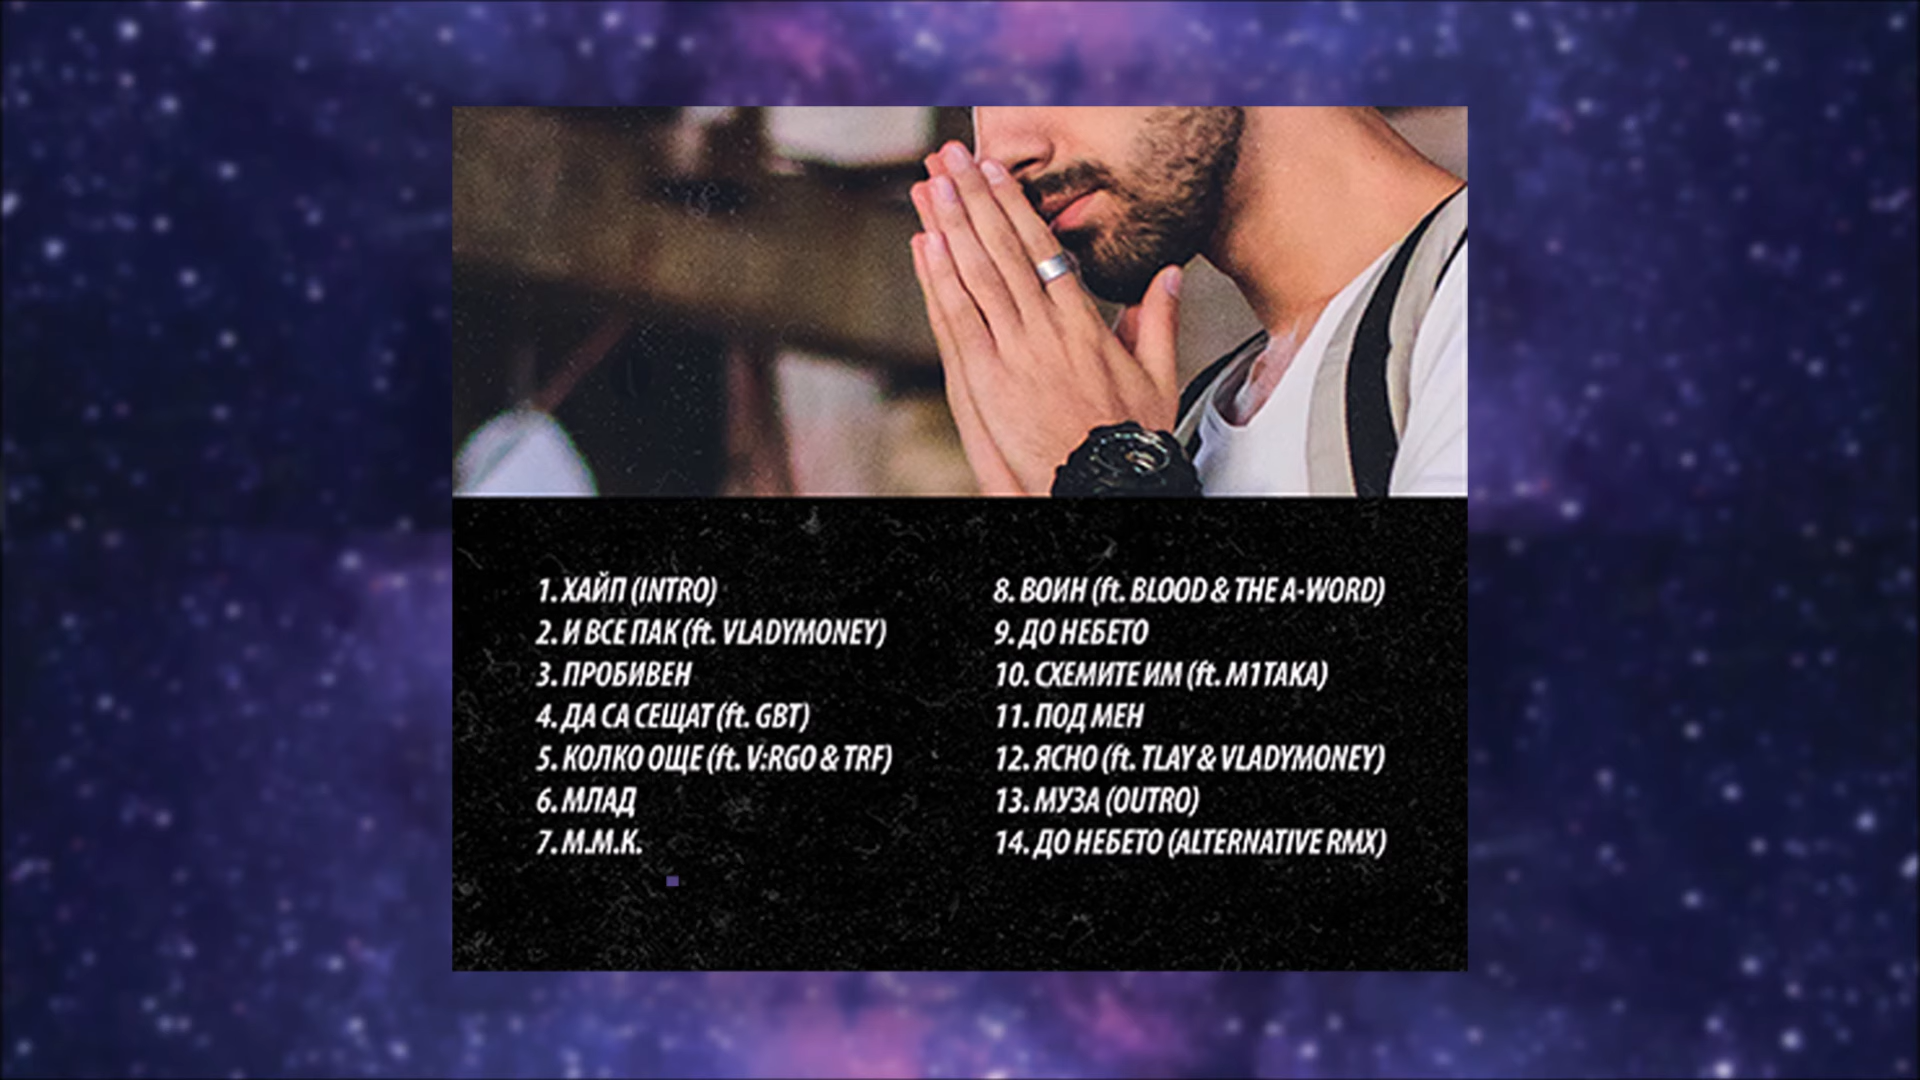 1. ХАЙП (INTRO)
2. И ВСЕ ПАК (ft. VLADYMONEY)
3. ПРОБИВЕН
4. ДА СА СЕЩАТ (ft. GBT)
5. КОЛКО ОЩЕ (ft. V:RGO & TRF)
6. МЛАД
7. М.М.К.
8. ВОИН (ft. BLOOD & THE A-WORD)
9. ДО НЕБЕТО
10. СХЕМИТЕ ИМ (ft. M1TAKA)
11. ПОД МЕН
12. ЯСНО (ft. TLAY & VLADYMONEY)
13. МУЗА (OUTRO)
14. ДО НЕБЕТО (ALTERNATIVE RMX)